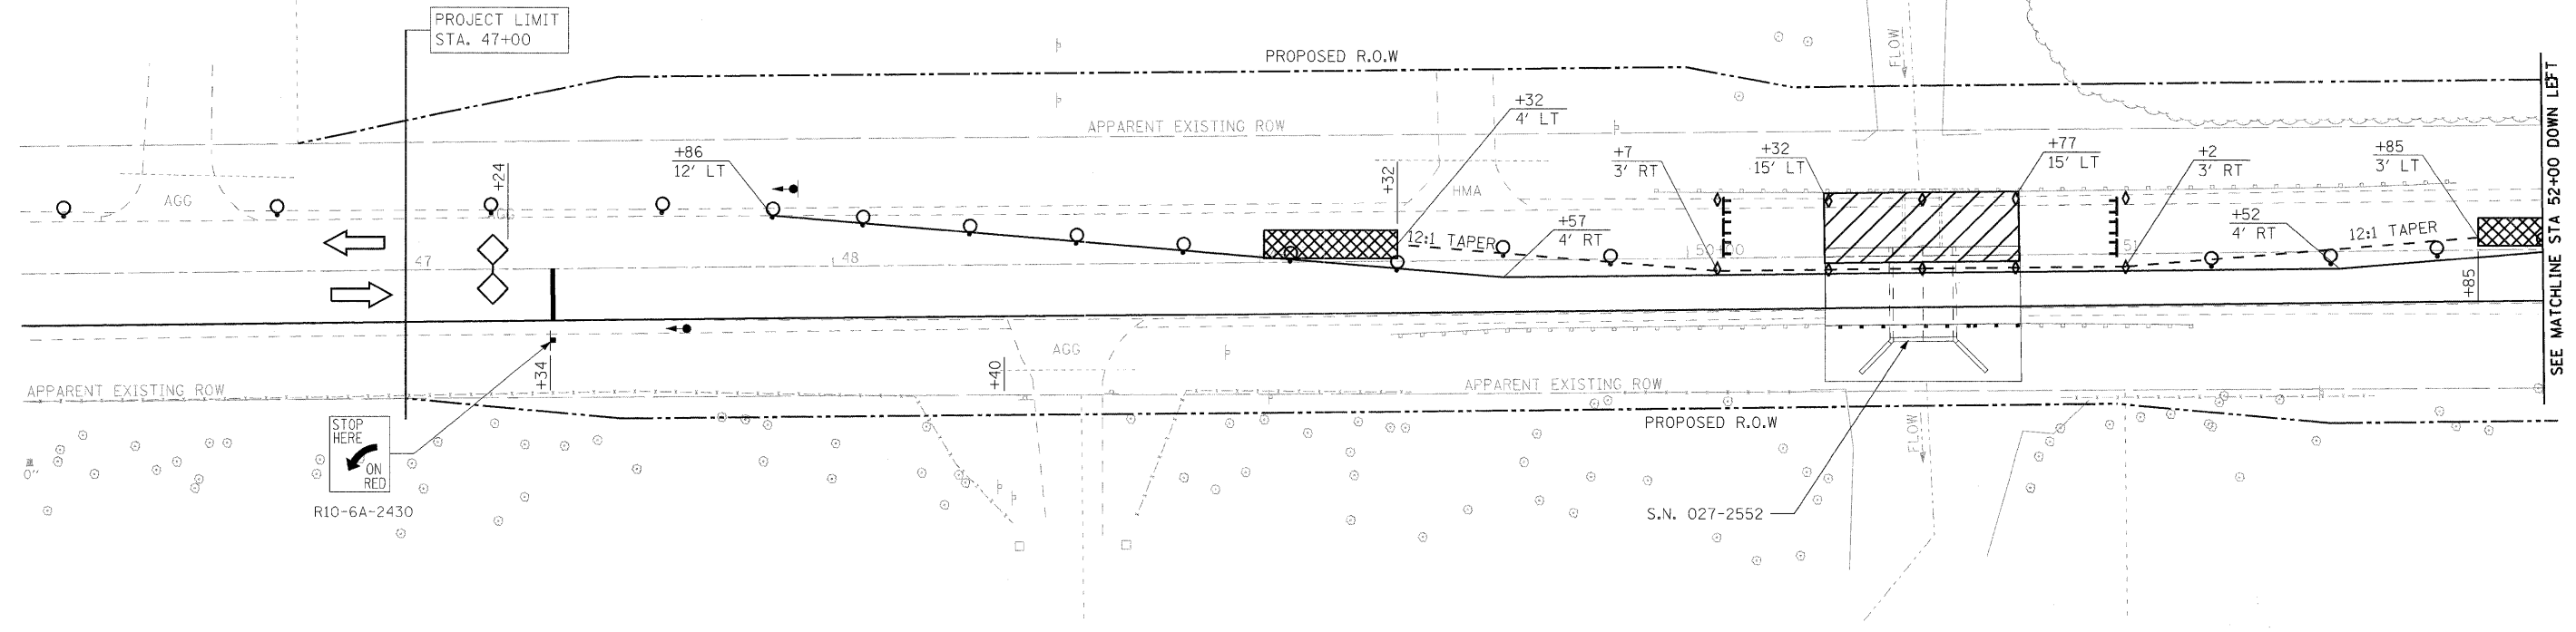 PROJECT LIMIT
STA. 47+00
PROPOSED R.O.W
FLOW
APPARENT EXISTING ROW
+32
4' LT
+86
12' LT
+24
AGG
AGG
+32
HMA
+7
3' RT
+32
15' LT
+77
15' LT
+2
3' RT
+85
3' LT
12:1 TAPER
+57
4' RT
+52
4' RT
12:1 TAPER
47
48
50+00
51
+85
SEE MATCHLINE STA 52+00 DOWN LEFT
+34
+40
AGG
APPARENT EXISTING ROW
APPARENT EXISTING ROW
PROPOSED R.O.W
FLOW
STOP
HERE
ON
RED
R10-6A-2430
S.N. 027-2552
0"